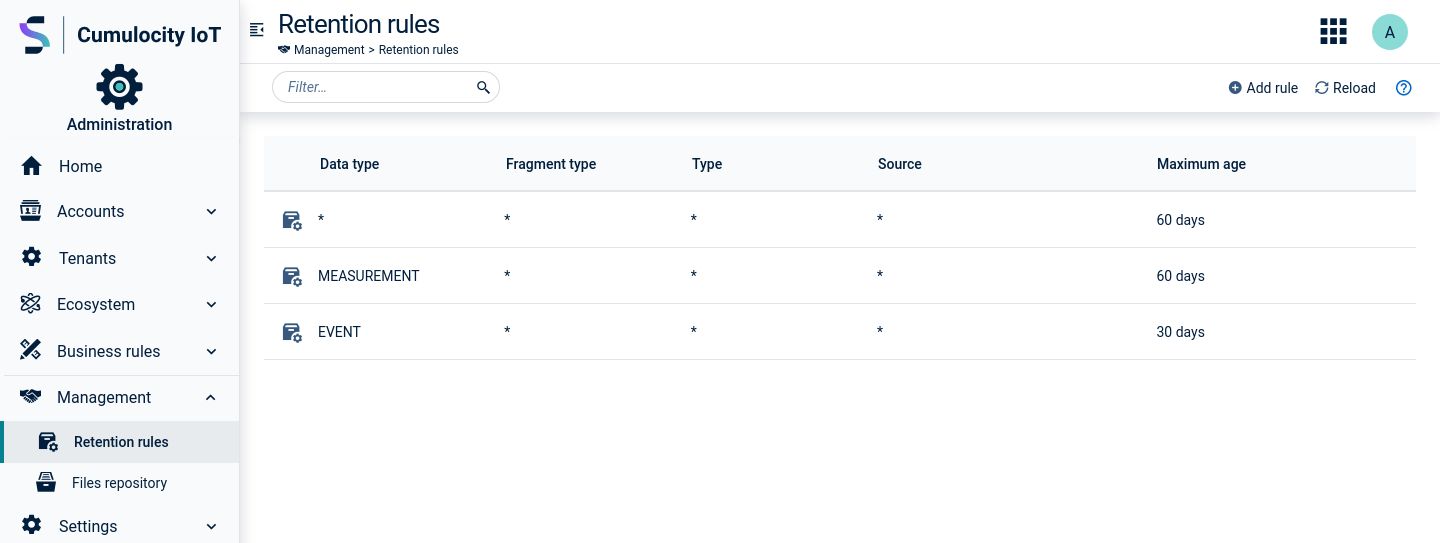 Cumulocity IoT
Administration
Home
Accounts
Tenants
Ecosystem
Business rules
Management
Retention rules
Files repository
Settings
Retention rules
Management > Retention rules
A
Filter...
Add rule
Reload
?
Data type Fragment type Type Source Maximum age
* * * * 60 days
MEASUREMENT * * * 60 days
EVENT * * * 30 days